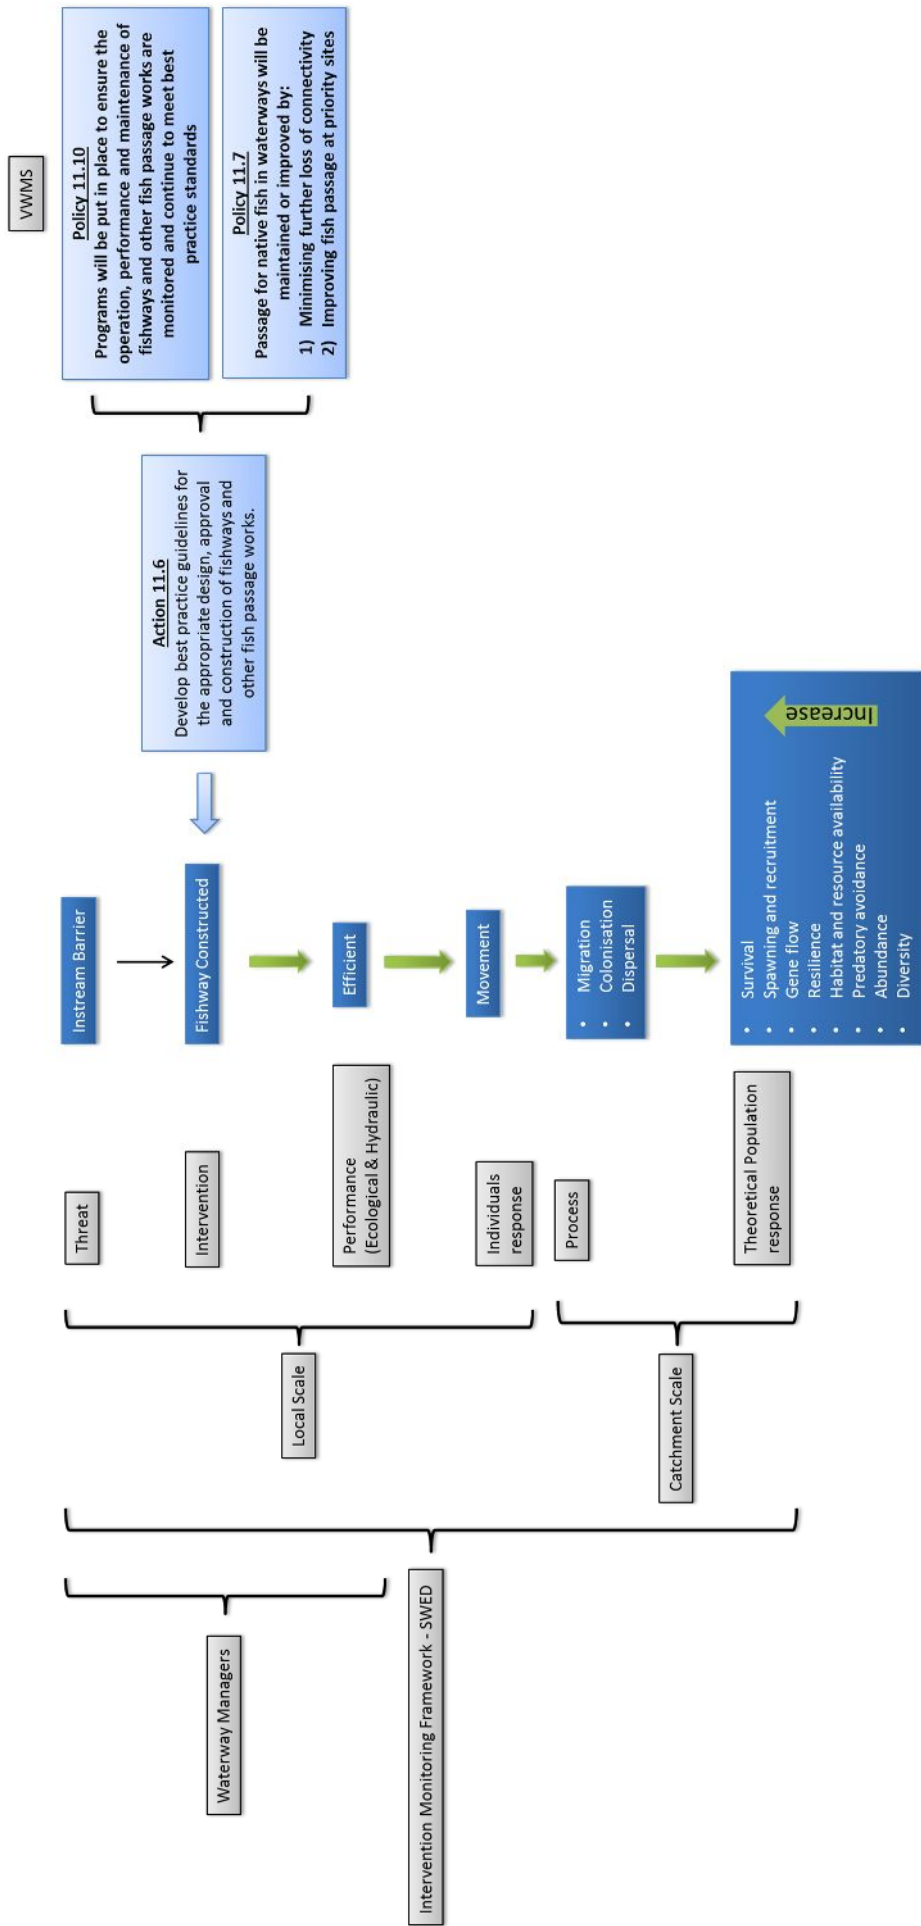 VWMS
Policy 11.10
Programs will be put in place to ensure the
operation, performance and maintenance of
fishways and other fish passage works are
monitored and continue to meet best
practice standards
Policy 11.7
Passage for native fish in waterways will be
maintained or improved by:
1) Minimising further loss of connectivity
2) Improving fish passage at priority sites
Action 11.6
Develop best practice guidelines for
the appropriate design, approval
and construction of fishways and
other fish passage works.
Instream Barrier
Fishway Constructed
Efficient
Movement
• Migration
• Colonisation
• Dispersal
• Survival
• Spawning and recruitment
• Gene flow
• Resilience
• Habitat and resource availability
• Predatory avoidance
• Abundance
• Diversity
Increase
Threat
Intervention
Performance
(Ecological & Hydraulic)
Individuals
response
Process
Theoretical Population
response
Local Scale
Catchment Scale
Waterway Managers
Intervention Monitoring Framework - SWED